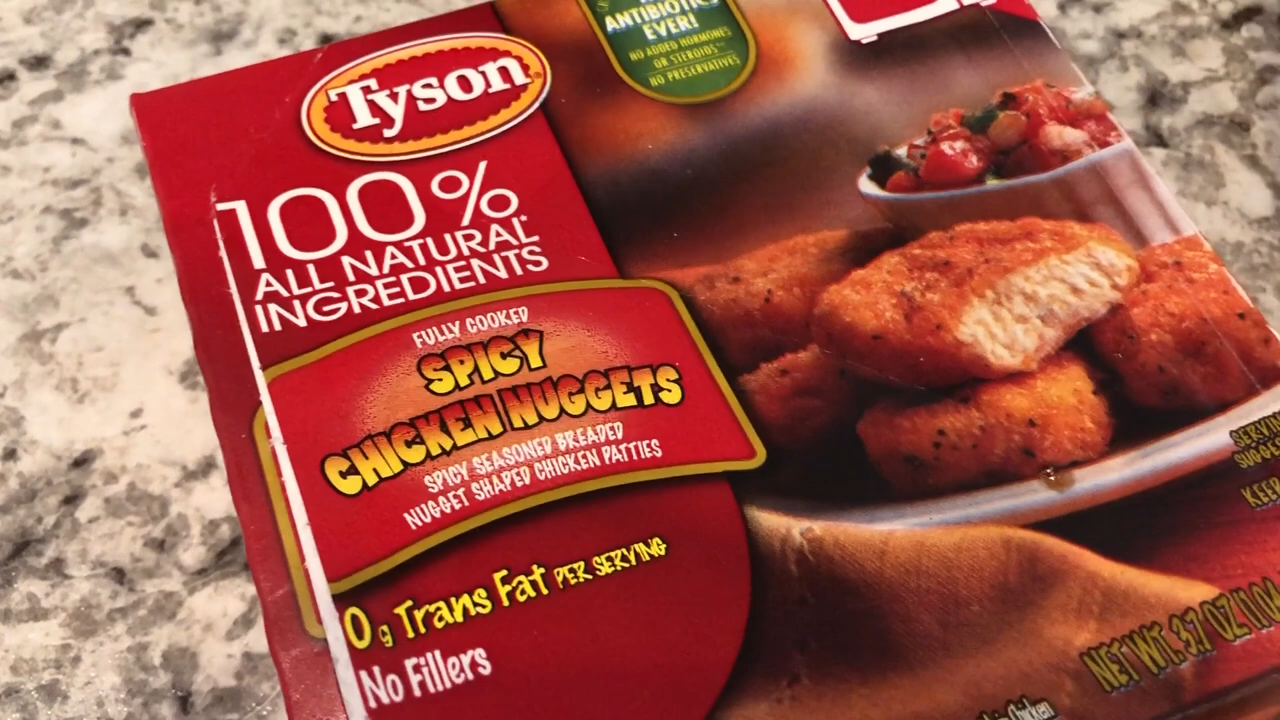 Tyson
ANTIBIOTICS
EVER!
NO ADDED HORMONES
OR STEROIDS**
NO PRESERVATIVES
100%
ALL NATURAL*
INGREDIENTS
FULLY COOKED
SPICY
CHICKEN NUGGETS
SPICY SEASONED BREADED
NUGGET SHAPED CHICKEN PATTIES
0g Trans Fat PER SERVING
No Fillers
KEEP
NET WT. 3.7 OZ
Chicken